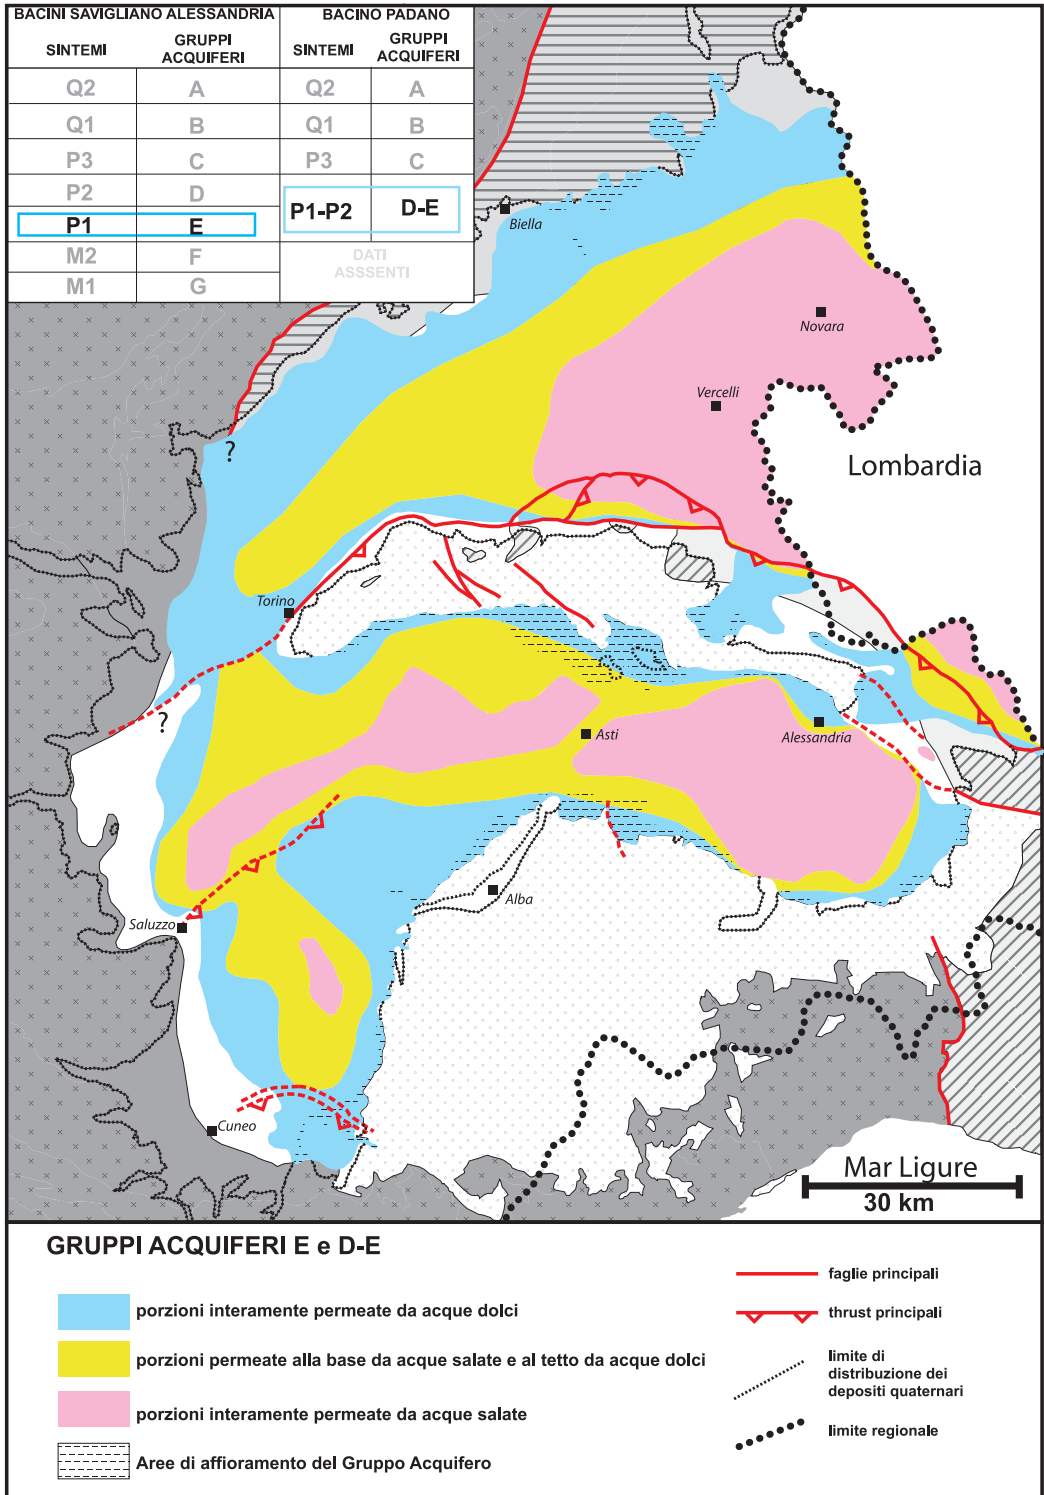 BACINI SAVIGLIANO ALESSANDRIA BACINO PADANO
SINTEMI GRUPPI ACQUIFERI SINTEMI GRUPPI ACQUIFERI
Q2 A Q2 A
Q1 B Q1 B
P3 C P3 C
P2 D
P1-P2 D-E
P1 E
M2 F
DATI
ASSSENTI
M1 G
Biella
Novara
Vercelli
?
Lombardia
Torino
?
Asti
Alessandria
Alba
Saluzzo
Cuneo
Mar Ligure
30 km
GRUPPI ACQUIFERI E e D-E
porzioni interamente permeate da acque dolci
porzioni permeate alla base da acque salate e al tetto da acque dolci
porzioni interamente permeate da acque salate
Aree di affioramento del Gruppo Acquifero
faglie principali
thrust principali
limite di
distribuzione dei
depositi quaternari
limite regionale